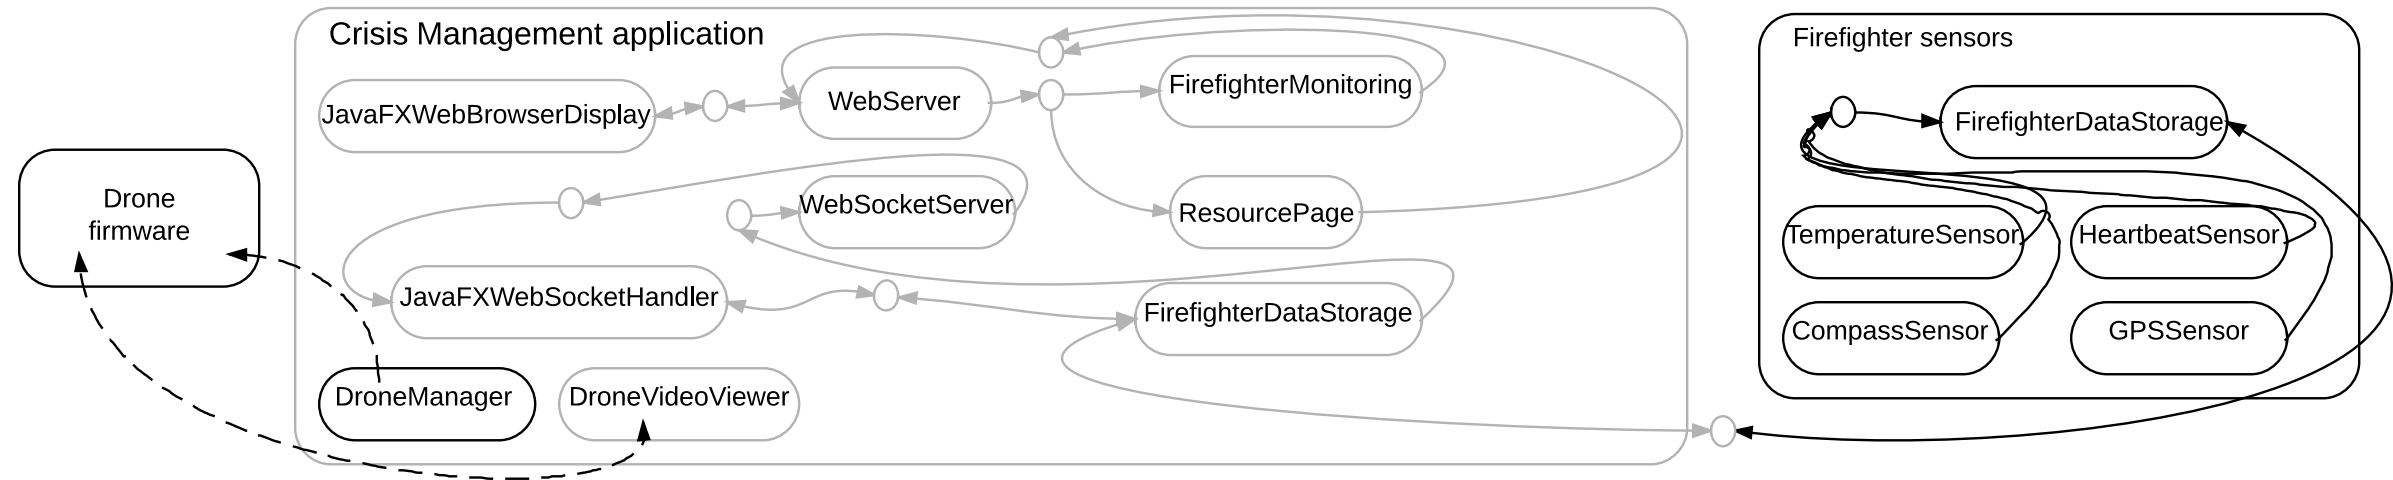 Crisis Management application
Firefighter sensors
JavaFXWebBrowserDisplay
WebServer
FirefighterMonitoring
FirefighterDataStorage
Drone
firmware
WebSocketServer
ResourcePage
TemperatureSensor
HeartbeatSensor
JavaFXWebSocketHandler
FirefighterDataStorage
CompassSensor
GPSSensor
DroneManager
DroneVideoViewer